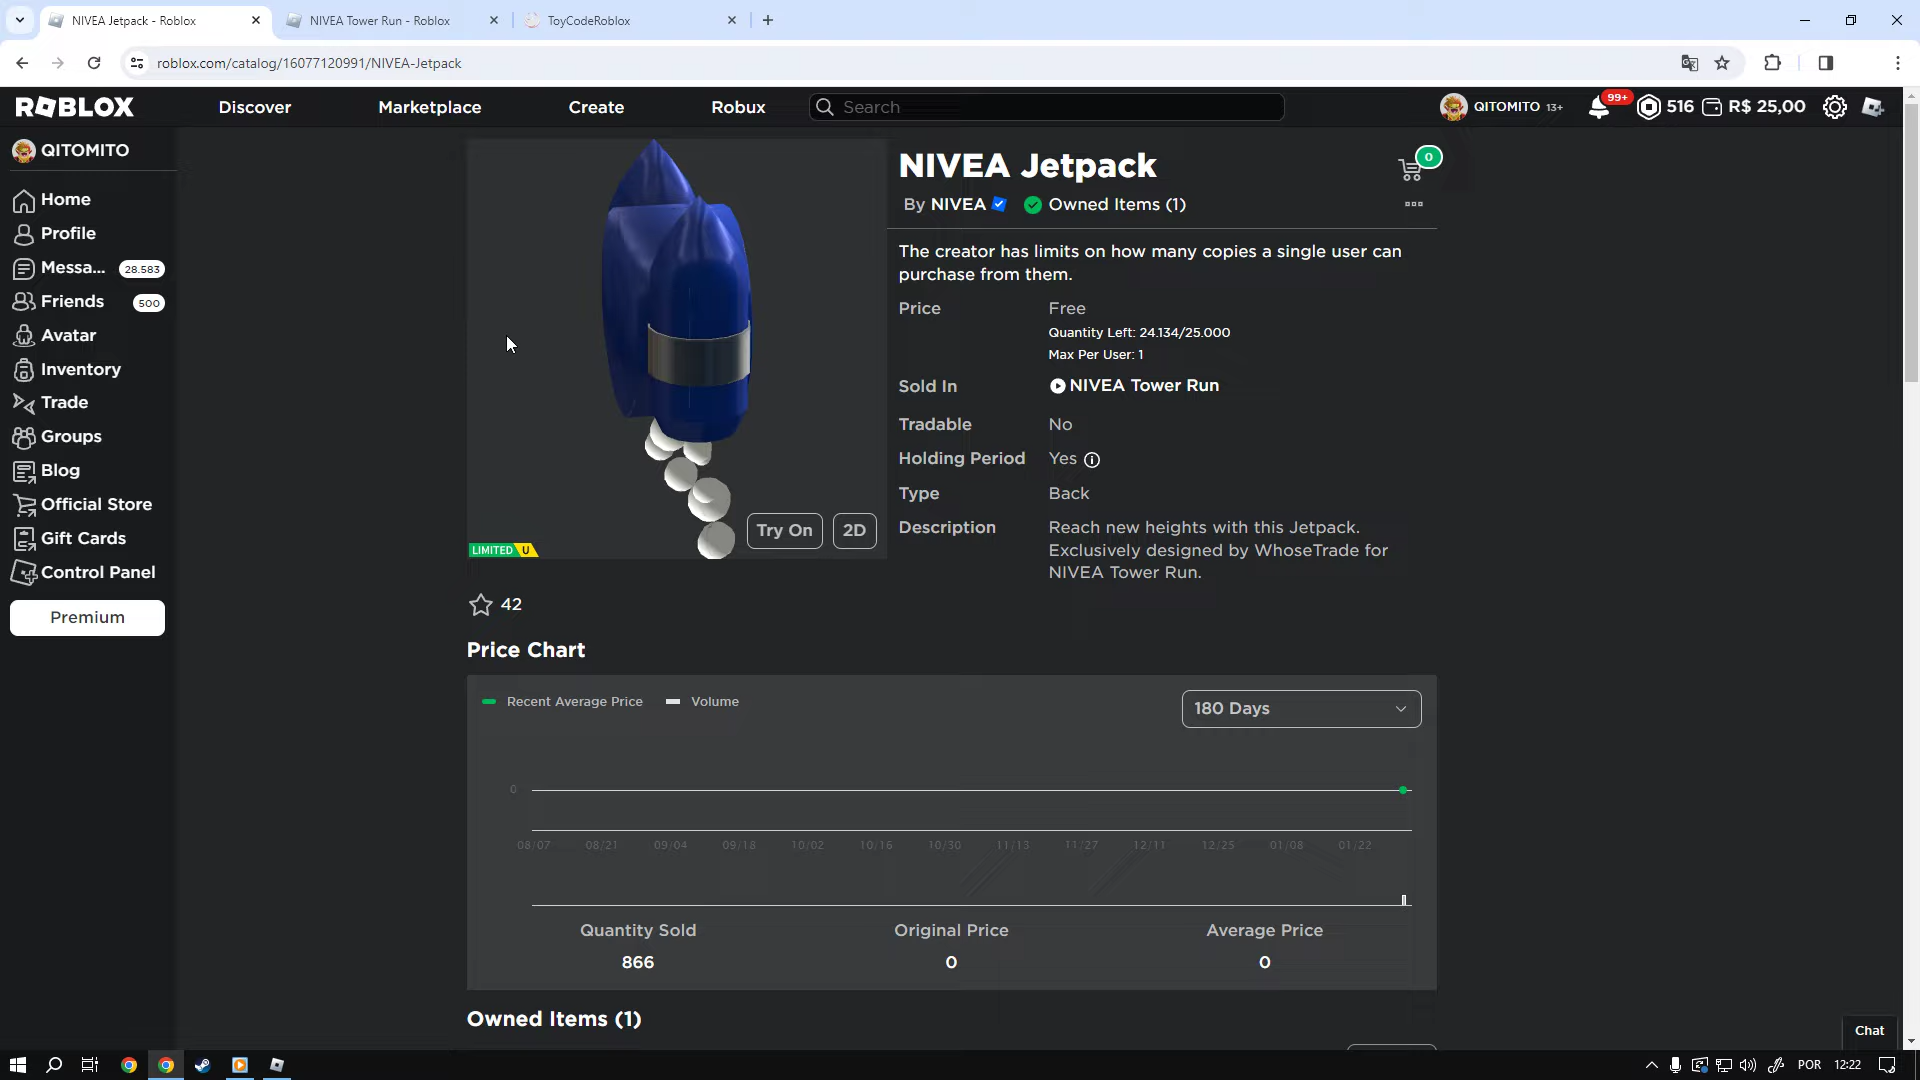 NIVEA Jetpack - Roblox
NIVEA Tower Run - Roblox
ToyCodeRoblox
roblox.com/catalog/16077120991/NIVEA-Jetpack
ROBLOX
Discover
Marketplace
Create
Robux
Search
QITOMITO 13+
99+
516
R$ 25,00
QITOMITO
Home
Profile
Messa... 28.583
Friends 500
Avatar
Inventory
Trade
Groups
Blog
Official Store
Gift Cards
Control Panel
Premium
LIMITED U
Try On
2D
42
NIVEA Jetpack
0
By NIVEA
Owned Items (1)
The creator has limits on how many copies a single user can
purchase from them.
Price Free
Quantity Left: 24.134/25.000
Max Per User: 1
Sold In NIVEA Tower Run
Tradable No
Holding Period Yes
Type Back
Description Reach new heights with this Jetpack.
Exclusively designed by WhoseTrade for
NIVEA Tower Run.
Price Chart
Recent Average Price
Volume
180 Days
0
08/07 08/21 09/04 09/18 10/02 10/16 10/30 11/13 11/27 12/11 12/25 01/08 01/22
Quantity Sold Original Price Average Price
866 0 0
Owned Items (1)
Chat
POR 12:22